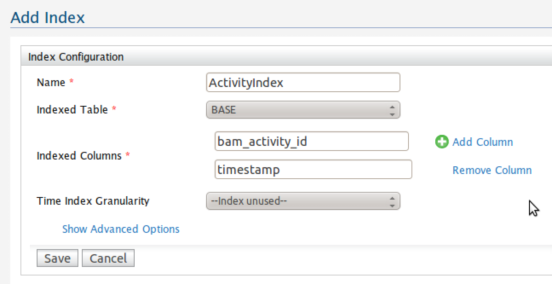 Add Index
Index Configuration
Name *
ActivityIndex
Indexed Table *
BASE
Indexed Columns *
bam_activity_id
Add Column
timestamp
Remove Column
Time Index Granularity
--Index unused--
Show Advanced Options
Save
Cancel